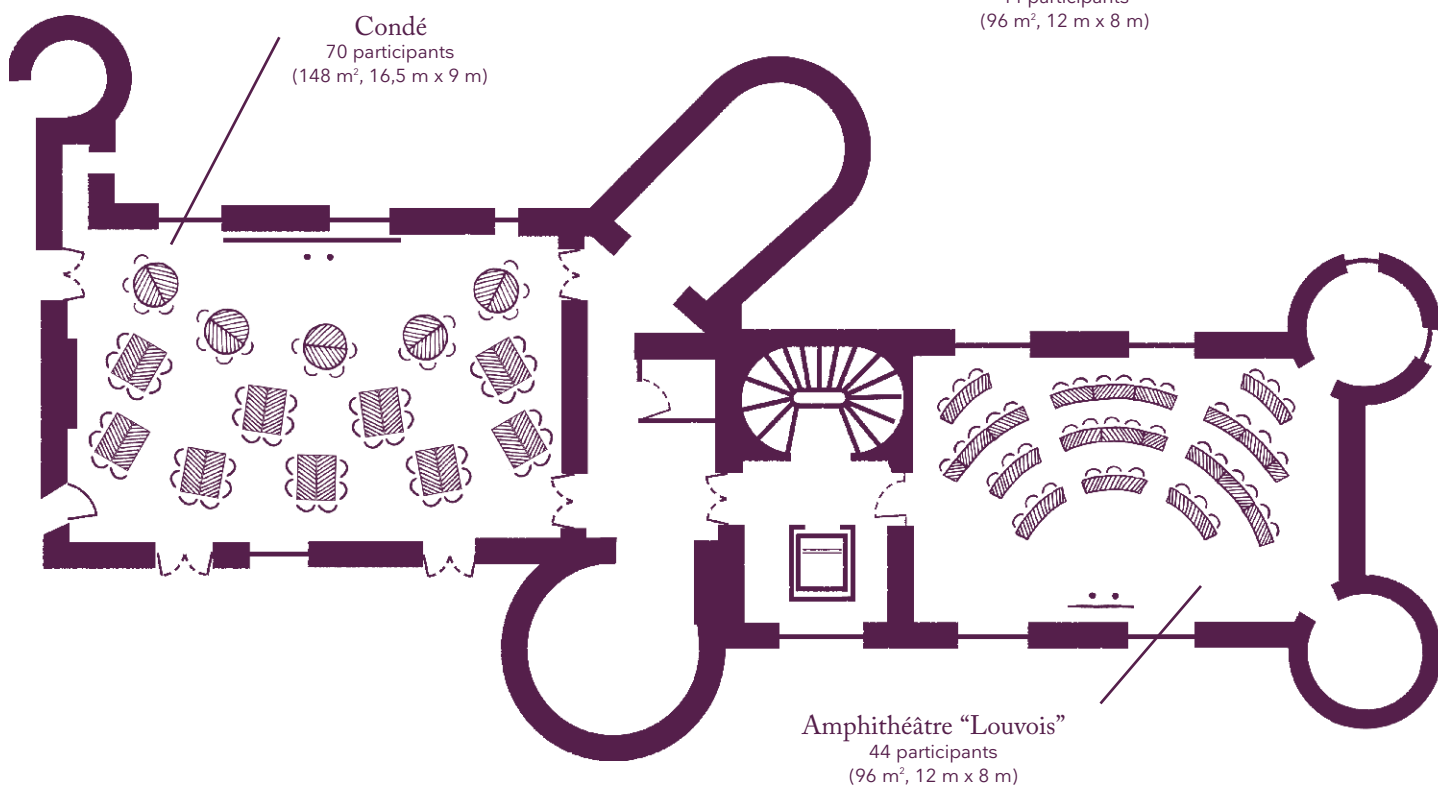 Condé
70 participants
(148 m², 16,5 m x 9 m)
(96 m², 12 m x 8 m)
Amphithéâtre “Louvois”
44 participants
(96 m², 12 m x 8 m)